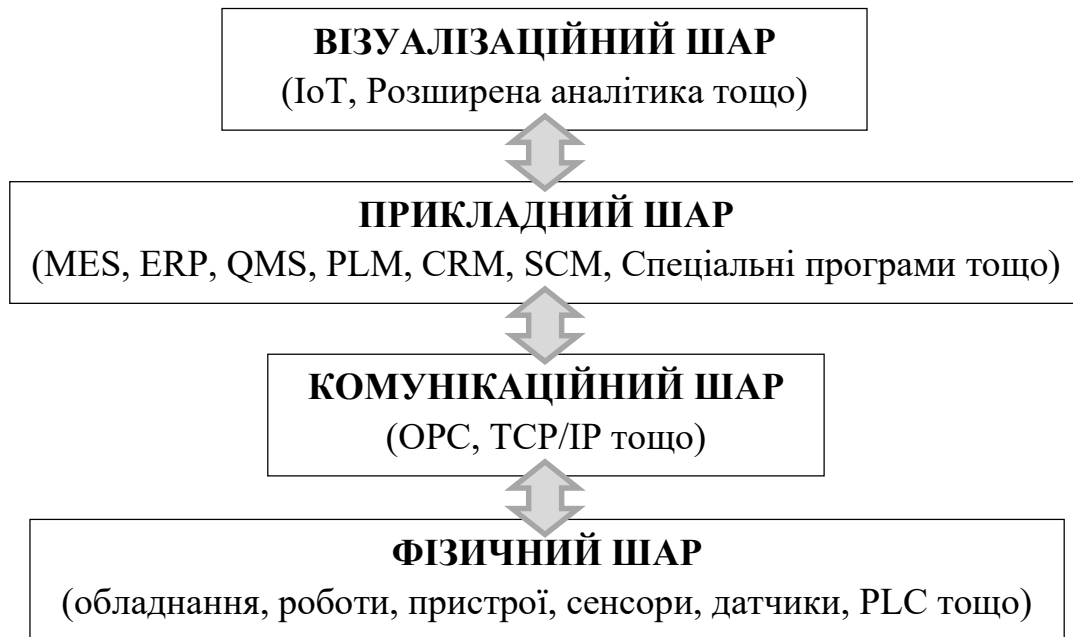 ВІЗУАЛІЗАЦІЙНИЙ ШАР
(IoT, Розширена аналітика тощо)
ПРИКЛАДНИЙ ШАР
(MES, ERP, QMS, PLM, CRM, SCM, Спеціальні програми тощо)
КОМУНІКАЦІЙНИЙ ШАР
(OPC, TCP/IP тощо)
ФІЗИЧНИЙ ШАР
(обладнання, роботи, пристрої, сенсори, датчики, PLC тощо)